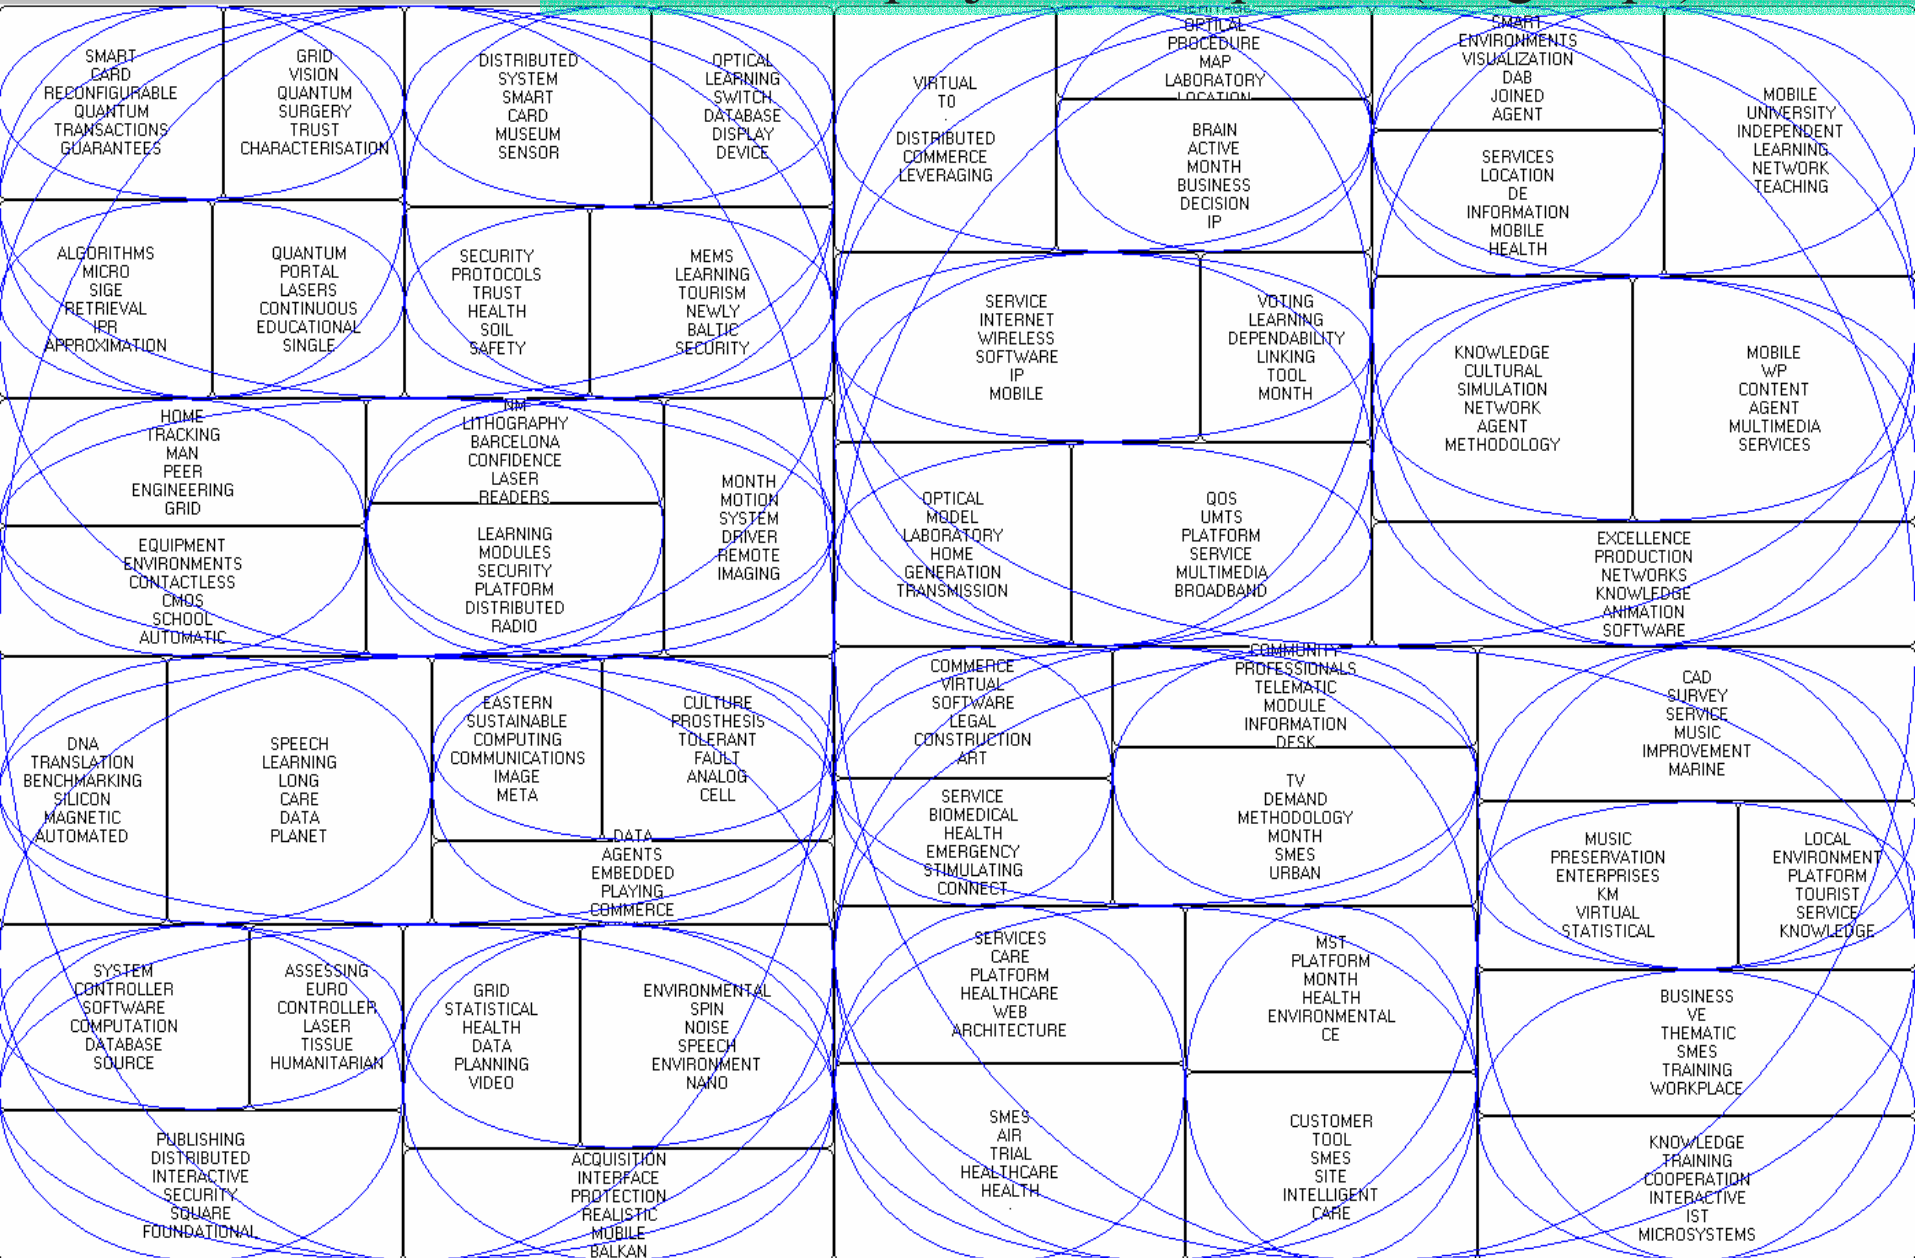 SMART
CARD
RECONFIGURABLE
QUANTUM
TRANSACTIONS
GUARANTEES
GRID
VISION
QUANTUM
SURGERY
TRUST
CHARACTERISATION
DISTRIBUTED
SYSTEM
SMART
CARD
MUSEUM
SENSOR
OPTICAL
LEARNING
SWITCH
DATABASE
DISPLAY
DEVICE
ALGORITHMS
MICRO
SIGE
RETRIEVAL
IPR
APPROXIMATION
QUANTUM
PORTAL
LASERS
CONTINUOUS
EDUCATIONAL
SINGLE
SECURITY
PROTOCOLS
TRUST
HEALTH
SOIL
SAFETY
MEMS
LEARNING
TOURISM
NEWLY
BALTIC
SECURITY
HOME
TRACKING
MAN
PEER
ENGINEERING
GRID
EQUIPMENT
ENVIRONMENTS
CONTACTLESS
CMOS
SCHOOL
AUTOMATIC
NM
LITHOGRAPHY
BARCELONA
CONFIDENCE
LASER
READERS
LEARNING
MODULES
SECURITY
PLATFORM
DISTRIBUTED
RADIO
MONTH
MOTION
SYSTEM
DRIVER
REMOTE
IMAGING
DNA
TRANSLATION
BENCHMARKING
SILICON
MAGNETIC
AUTOMATED
SPEECH
LEARNING
LONG
CARE
DATA
PLANET
EASTERN
SUSTAINABLE
COMPUTING
COMMUNICATIONS
IMAGE
META
CULTURE
PROSTHESIS
TOLERANT
FAULT
ANALOG
CELL
DATA
AGENTS
EMBEDDED
PLAYING
COMMERCE
SYSTEM
CONTROLLER
SOFTWARE
COMPUTATION
DATABASE
SOURCE
ASSESSING
EURO
CONTROLLER
LASER
TISSUE
HUMANITARIAN
PUBLISHING
DISTRIBUTED
INTERACTIVE
SECURITY
SQUARE
FOUNDATIONAL
GRID
STATISTICAL
HEALTH
DATA
PLANNING
VIDEO
ENVIRONMENTAL
SPIN
NOISE
SPEECH
ENVIRONMENT
NANO
ACQUISITION
INTERFACE
PROTECTION
REALISTIC
MOBILE
BALKAN
VIRTUAL
TO
.
DISTRIBUTED
COMMERCE
LEVERAGING
OPTICAL
PROCEDURE
MAP
LABORATORY
LOCATION
BRAIN
ACTIVE
MONTH
BUSINESS
DECISION
IP
SERVICE
INTERNET
WIRELESS
SOFTWARE
IP
MOBILE
VOTING
LEARNING
DEPENDABILITY
LINKING
TOOL
MONTH
OPTICAL
MODEL
LABORATORY
HOME
GENERATION
TRANSMISSION
QOS
UMTS
PLATFORM
SERVICE
MULTIMEDIA
BROADBAND
SMART
ENVIRONMENTS
VISUALIZATION
DAB
JOINED
AGENT
SERVICES
LOCATION
DE
INFORMATION
MOBILE
HEALTH
MOBILE
UNIVERSITY
INDEPENDENT
LEARNING
NETWORK
TEACHING
KNOWLEDGE
CULTURAL
SIMULATION
NETWORK
AGENT
METHODOLOGY
MOBILE
WP
CONTENT
AGENT
MULTIMEDIA
SERVICES
EXCELLENCE
PRODUCTION
NETWORKS
KNOWLEDGE
ANIMATION
SOFTWARE
COMMERCE
VIRTUAL
SOFTWARE
LEGAL
CONSTRUCTION
ART
SERVICE
BIOMEDICAL
HEALTH
EMERGENCY
STIMULATING
CONNECT
COMMUNITY
PROFESSIONALS
TELEMATIC
MODULE
INFORMATION
DESK
TV
DEMAND
METHODOLOGY
MONTH
SMES
URBAN
CAD
SURVEY
SERVICE
MUSIC
IMPROVEMENT
MARINE
MUSIC
PRESERVATION
ENTERPRISES
KM
VIRTUAL
STATISTICAL
LOCAL
ENVIRONMENT
PLATFORM
TOURIST
SERVICE
KNOWLEDGE
SERVICES
CARE
PLATFORM
HEALTHCARE
WEB
ARCHITECTURE
MST
PLATFORM
MONTH
HEALTH
ENVIRONMENTAL
CE
SMES
AIR
TRIAL
HEALTHCARE
HEALTH
.
CUSTOMER
TOOL
SMES
SITE
INTELLIGENT
CARE
BUSINESS
VE
THEMATIC
SMES
TRAINING
WORKPLACE
KNOWLEDGE
TRAINING
COOPERATION
INTERACTIVE
IST
MICROSYSTEMS